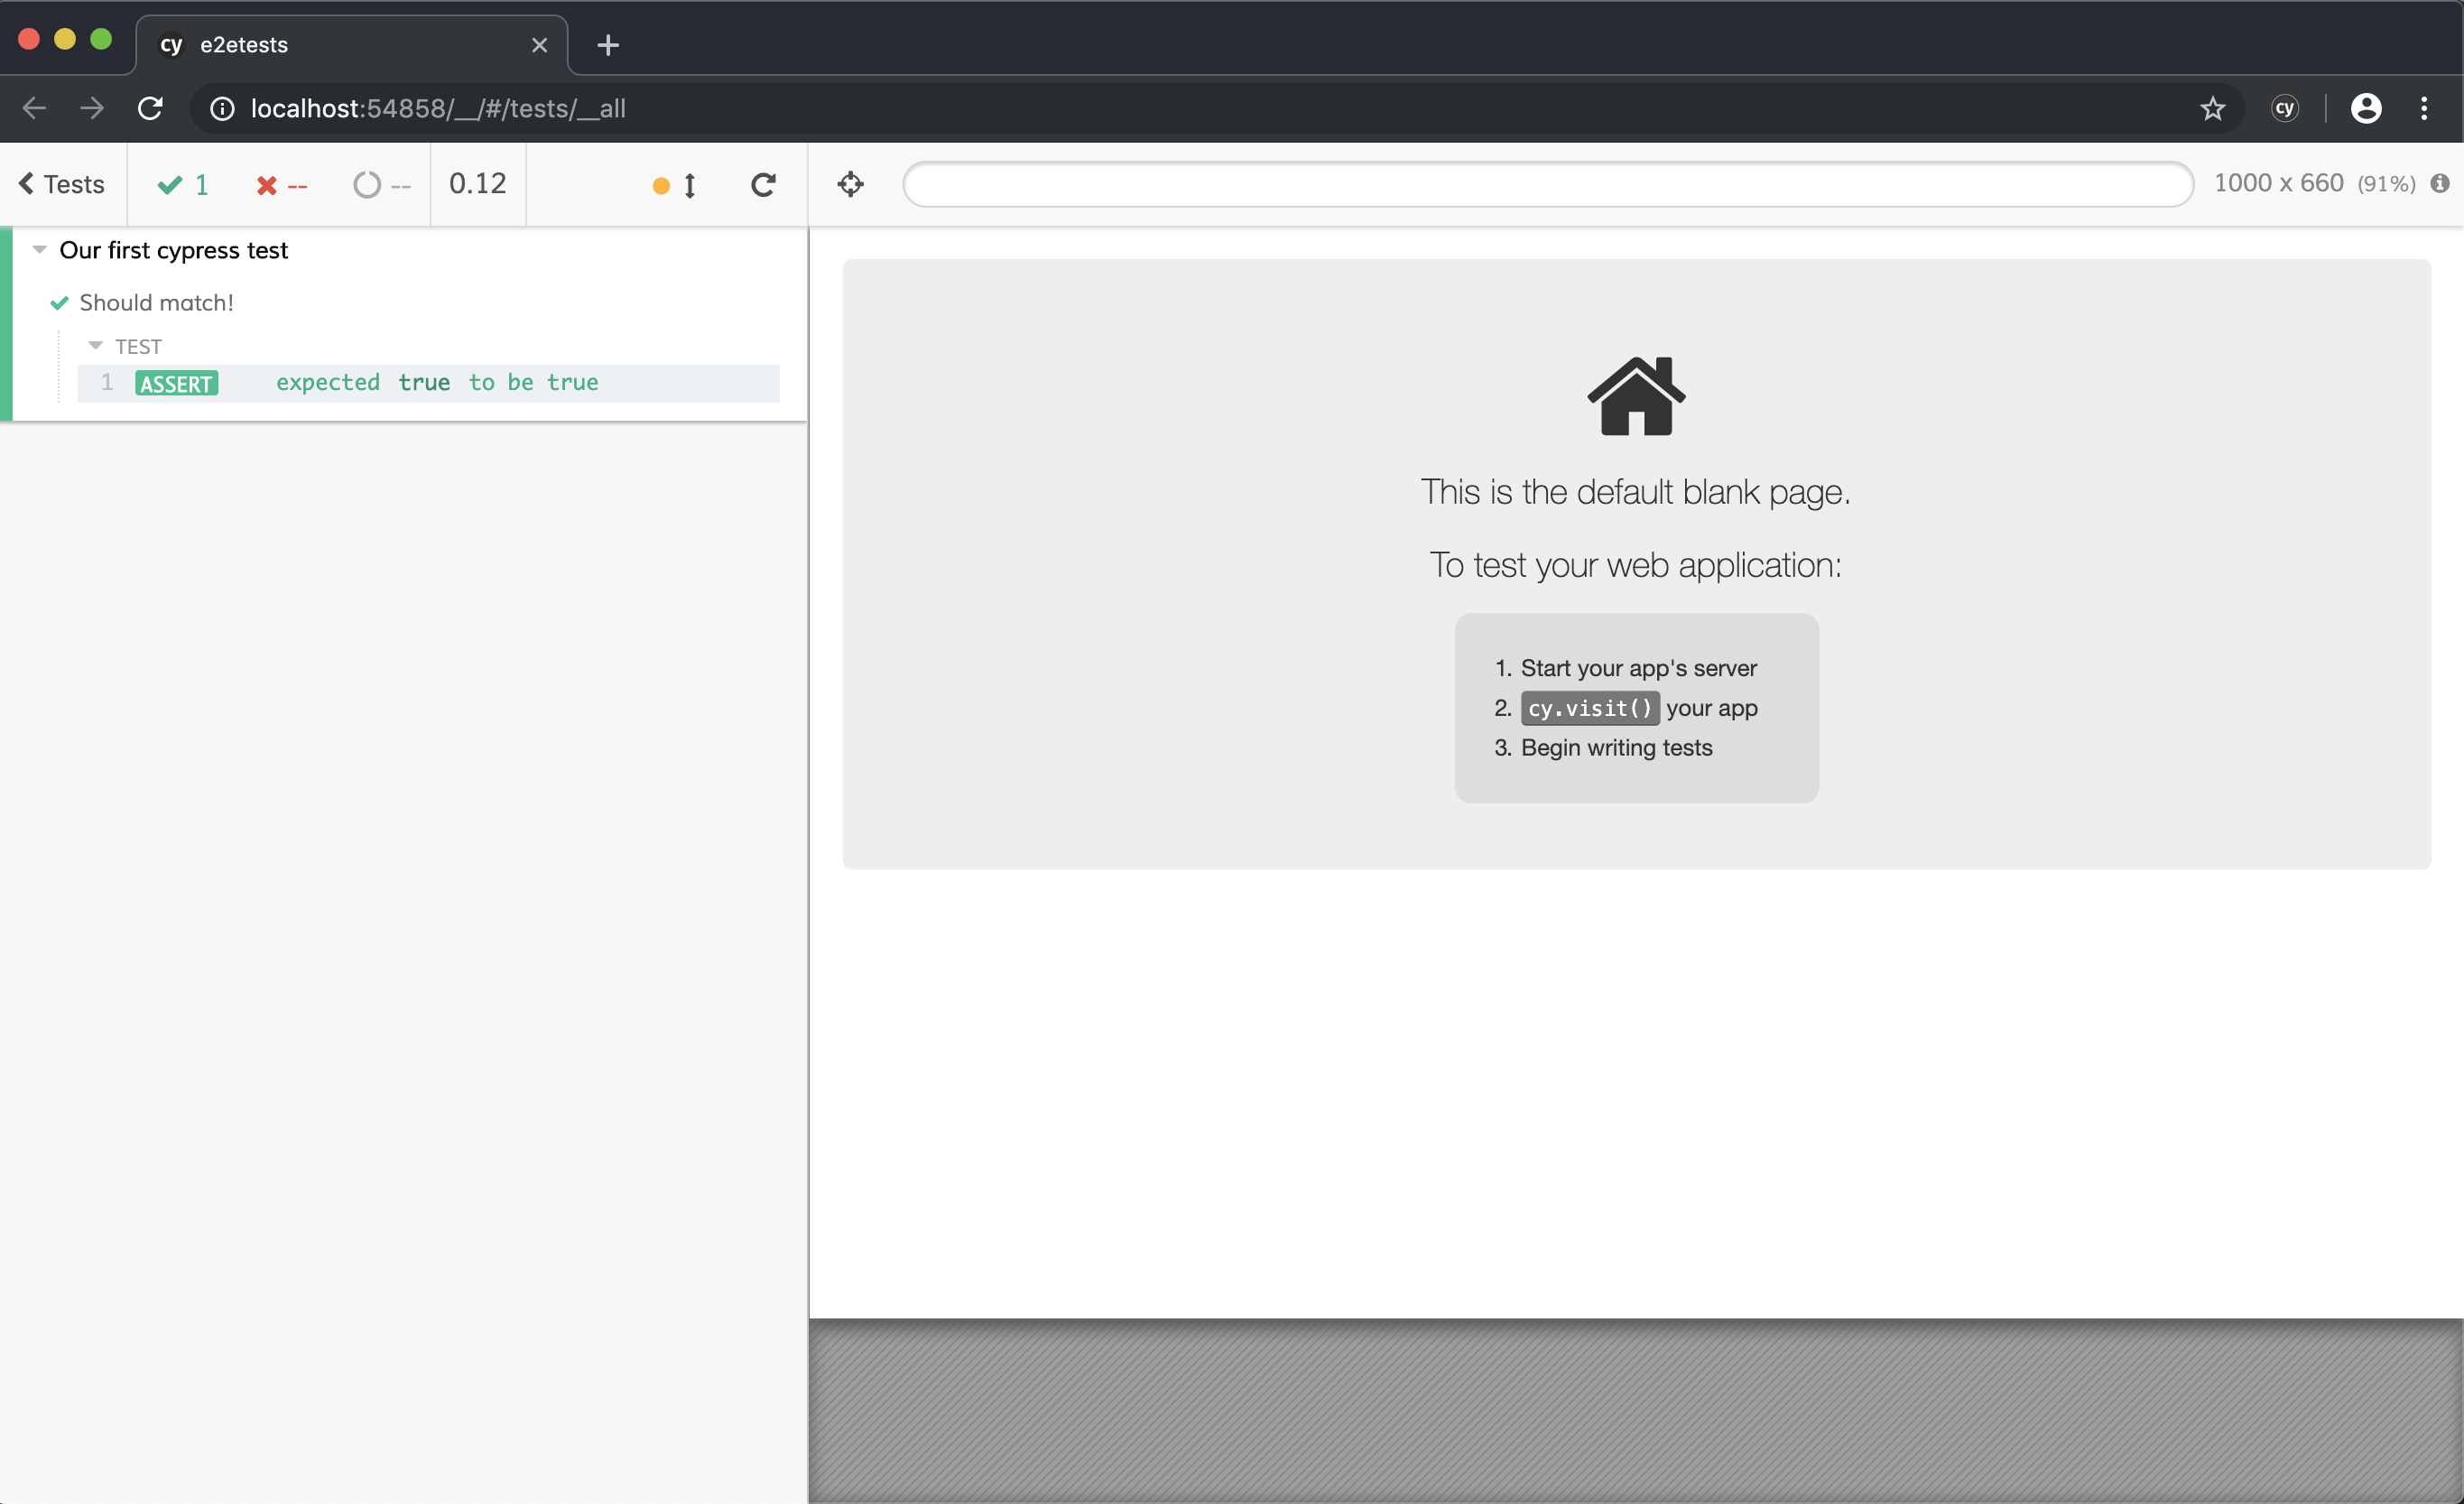 cy e2etests
localhost:54858/__/#/tests/__all
cy
Tests 1 -- -- 0.12
1000 x 660 (91%)
Our first cypress test
Should match!
TEST
1 ASSERT expected true to be true
This is the default blank page.
To test your web application:
1. Start your app's server
2. cy.visit() your app
3. Begin writing tests